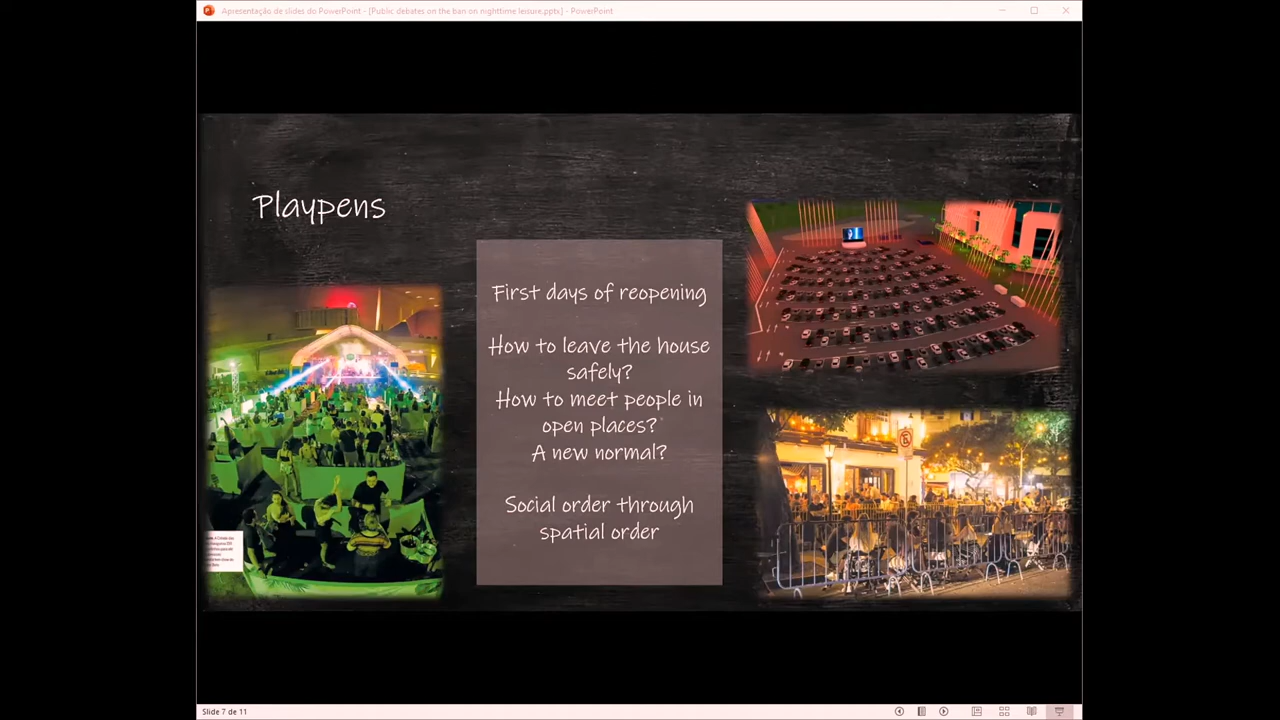 Apresentação de slides do PowerPoint - [Public debates on the ban on nighttime leisure.pptx] - PowerPoint
Playpens
First days of reopening
How to leave the house
safely?
How to meet people in
open places?
A new normal?
Social order through
spatial order
Slide 7 de 11